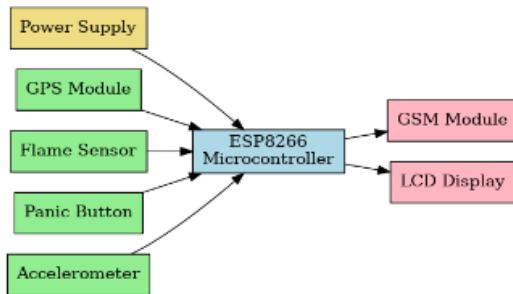 Power Supply
GPS Module
Flame Sensor
Panic Button
Accelerometer
ESP8266
Microcontroller
GSM Module
LCD Display